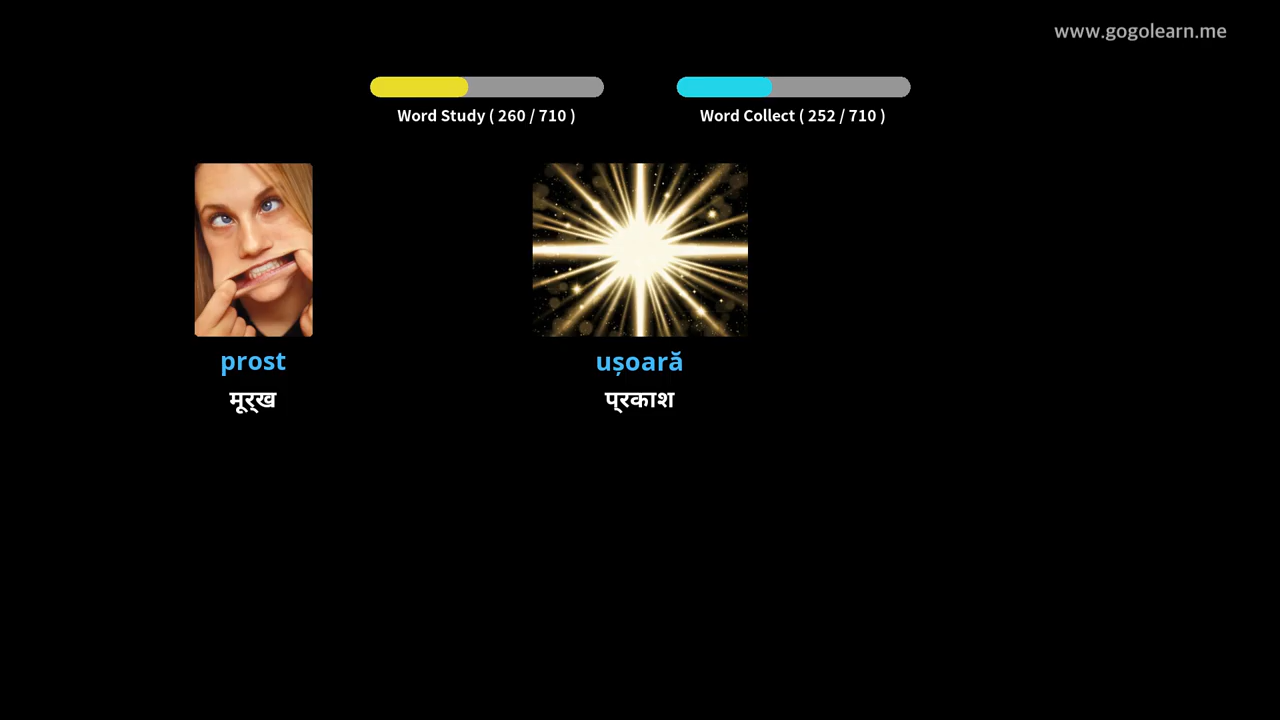 www.gogolearn.me
Word Study ( 260 / 710 )
Word Collect ( 252 / 710 )
prost
मूर्ख
ușoară
प्रकाश